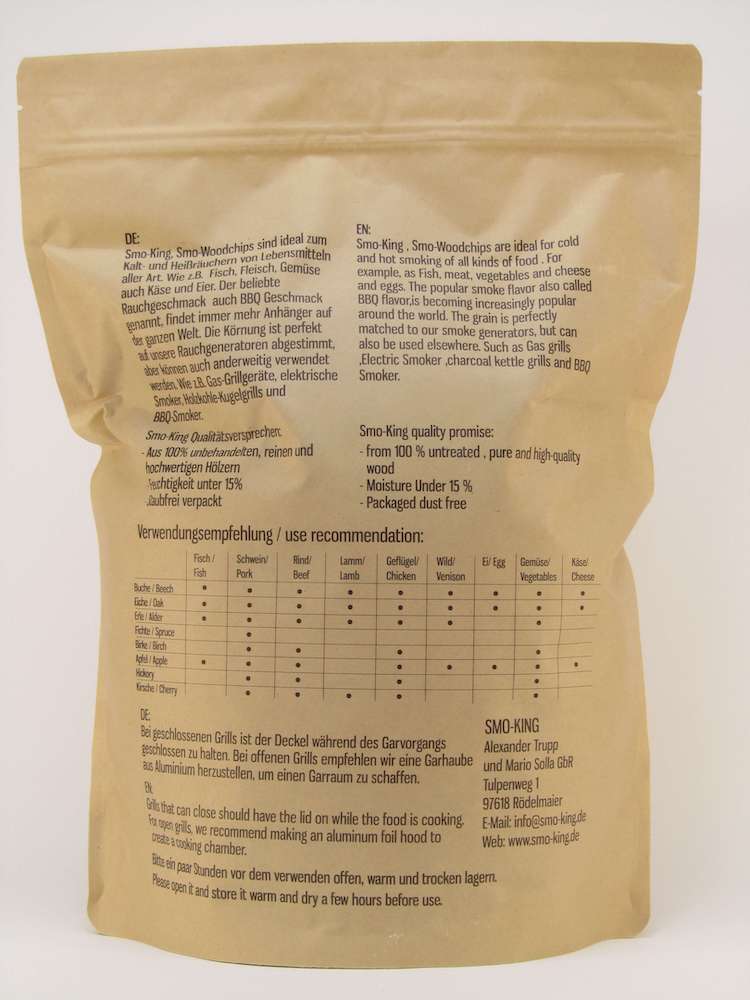 DE:
Smo-King, Smo-Woodchips sind ideal zum
Kalt- und Heißräuchern von Lebensmitteln
aller Art. Wie z.B. Fisch, Fleisch, Gemüse
auch Käse und Eier. Der beliebte
Rauchgeschmack auch BBQ Geschmack
genannt, findet immer mehr Anhänger auf
der ganzen Welt. Die Körnung ist perfekt
auf unsere Rauchgeneratoren abgestimmt,
aber können auch anderweitig verwendet
werden. Wie z.B. Gas-Grillgeräte, elektrische
Smoker, Holzkohle-Kugelgrills und
BBQ-Smoker.
Smo-King Qualitätsversprechen:
- Aus 100% unbehandelten, reinen und
hochwertigen Hölzern
- Feuchtigkeit unter 15%
- Staubfrei verpackt
EN:
Smo-King , Smo-Woodchips are ideal for cold
and hot smoking of all kinds of food . For
example, as Fish, meat, vegetables and cheese
and eggs. The popular smoke flavor also called
BBQ flavor,is becoming increasingly popular
around the world. The grain is perfectly
matched to our smoke generators, but can
also be used elsewhere. Such as Gas grills
,Electric Smoker ,charcoal kettle grills and BBQ
Smoker.
Smo-King quality promise:
- from 100 % untreated , pure and high-quality
wood
- Moisture Under 15 %
- Packaged dust free
Verwendungsempfehlung / use recommendation:
Fisch / Schwein/ Rind/ Lamm/ Geflügel/ Wild/ Ei/ Egg Gemüse/ Käse/
Fish Pork Beef Lamb Chicken Venison Vegetables Cheese
Buche / Beech • • • • • • • • •
Eiche / Oak • • • • • • • • •
Erle / Alder • • • • • • •
Fichte / Spruce •
Birke / Birch • • • •
Apfel / Apple • • • • • • • •
Hickory • • • •
Kirsche / Cherry • • • • •
DE:
Bei geschlossenen Grills ist der Deckel während des Garvorgangs
geschlossen zu halten. Bei offenen Grills empfehlen wir eine Garhaube
aus Aluminium herzustellen, um einen Garraum zu schaffen.
EN:
Grills that can close should have the lid on while the food is cooking.
For open grills, we recommend making an aluminum foil hood to
create a cooking chamber.
Bitte ein paar Stunden vor dem verwenden offen, warm und trocken lagern.
Please open it and store it warm and dry a few hours before use.
SMO-KING
Alexander Trupp
und Mario Solla GbR
Tulpenweg 1
97618 Rödelmaier
E-Mail: info@smo-king.de
Web: www.smo-king.de